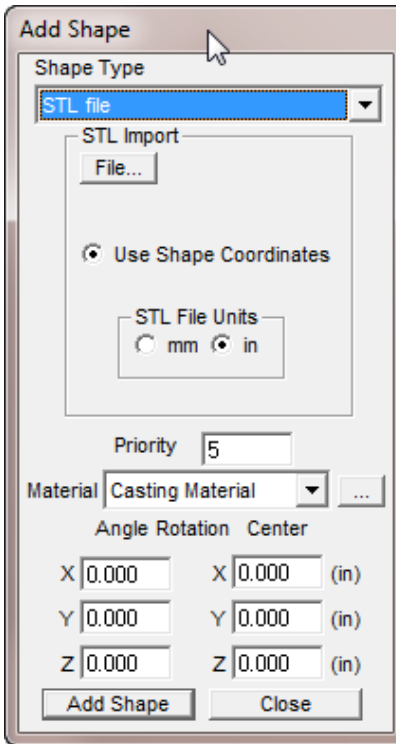 Add Shape
Shape Type
STL file
STL Import
File...
Use Shape Coordinates
STL File Units
mm in
Priority 5
Material Casting Material ...
Angle Rotation Center
X 0.000 X 0.000 (in)
Y 0.000 Y 0.000 (in)
Z 0.000 Z 0.000 (in)
Add Shape Close